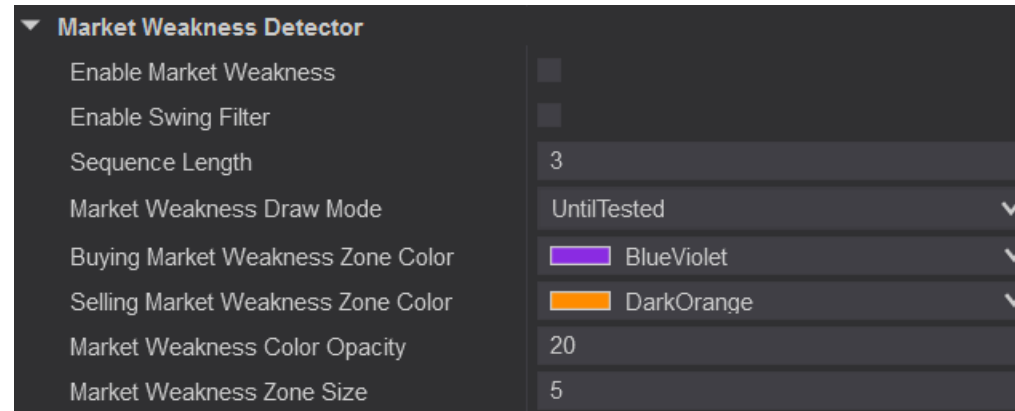 Market Weakness Detector
Enable Market Weakness
Enable Swing Filter
Sequence Length 3
Market Weakness Draw Mode UntilTested
Buying Market Weakness Zone Color BlueViolet
Selling Market Weakness Zone Color DarkOrange
Market Weakness Color Opacity 20
Market Weakness Zone Size 5